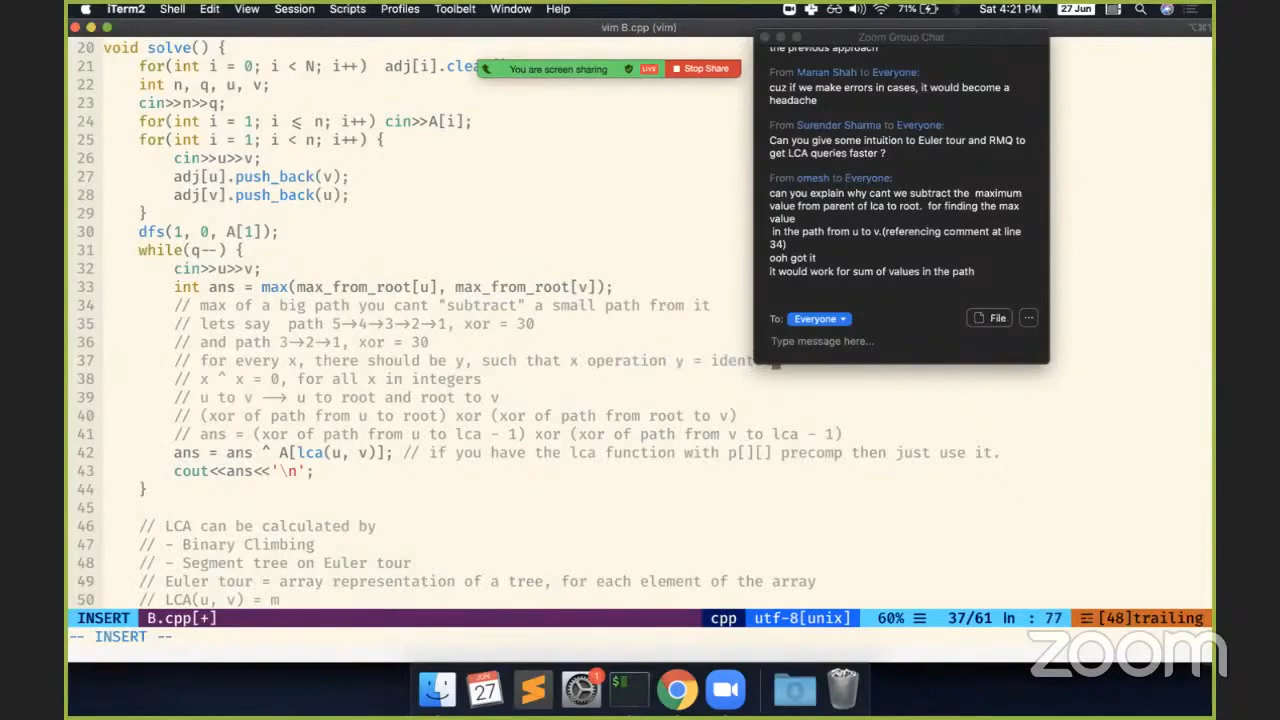 iTerm2 Shell Edit View Session Scripts Profiles Toolbelt Window Help 71% Sat 4:21 PM 27 Jun
vim B.cpp (vim)
20 void solve() {
21 for(int i = 0; i < N; i++) adj[i].clea
You are screen sharing LIVE Stop Share
22 int n, q, u, v;
23 cin>>n>>q;
24 for(int i = 1; i ⩽ n; i++) cin>>A[i];
25 for(int i = 1; i < n; i++) {
26 cin>>u>>v;
27 adj[u].push_back(v);
28 adj[v].push_back(u);
29 }
30 dfs(1, 0, A[1]);
31 while(q--) {
32 cin>>u>>v;
33 int ans = max(max_from_root[u], max_from_root[v]);
34 // max of a big path you cant "subtract" a small path from it
35 // lets say path 5→4→3→2→1, xor = 30
36 // and path 3→2→1, xor = 30
37 // for every x, there should be y, such that x operation y = ident
38 // x ^ x = 0, for all x in integers
39 // u to v ⟶ u to root and root to v
40 // (xor of path from u to root) xor (xor of path from root to v)
41 // ans = (xor of path from u to lca - 1) xor (xor of path from v to lca - 1)
42 ans = ans ^ A[lca(u, v)]; // if you have the lca function with p[][] precomp then just use it.
43 cout<<ans<<'\n';
44 }
45
46 // LCA can be calculated by
47 // - Binary Climbing
48 // - Segment tree on Euler tour
49 // Euler tour = array representation of a tree, for each element of the array
50 // LCA(u, v) = m
INSERT B.cpp[+] cpp utf-8[unix] 60% ☰ 37/61 ln : 77 ☲ [48]trailing
-- INSERT --
Zoom Group Chat
the previous approach
From Manan Shah to Everyone:
cuz if we make errors in cases, it would become a
headache
From Surender Sharma to Everyone:
Can you give some intuition to Euler tour and RMQ to
get LCA queries faster ?
From omesh to Everyone:
can you explain why cant we subtract the maximum
value from parent of lca to root. for finding the max
value
in the path from u to v.(referencing comment at line
34)
ooh got it
it would work for sum of values in the path
To: Everyone File ...
Type message here...
JUN
27
1
$
zoom